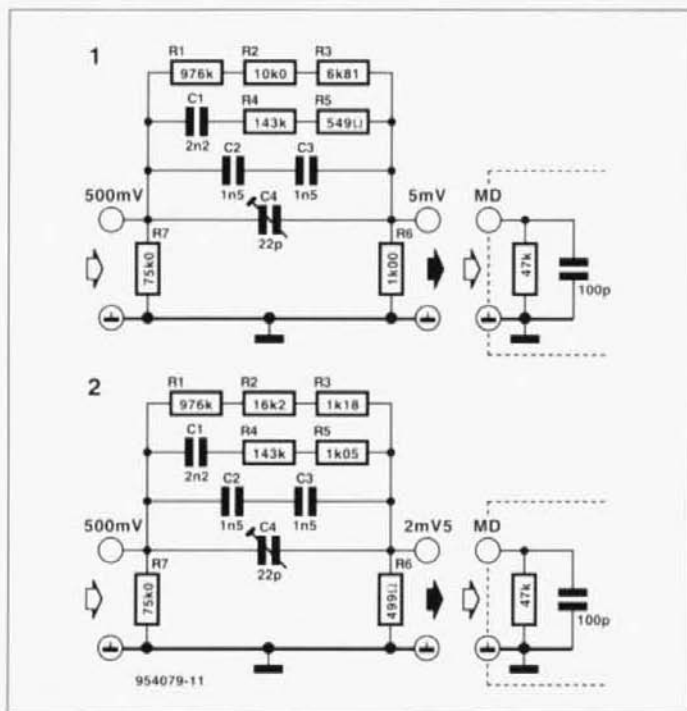 1
R1 R2 R3
976k 10k0 6k81
C1 R4 R5
143k 549Ω
2n2 C2 C3
1n5 C4 1n5
500mV 5mV MD
22p
R7 R6
75k0 1k00 47k
100p
2
R1 R2 R3
976k 16k2 1k18
C1 R4 R5
143k 1k05
2n2 C2 C3
1n5 C4 1n5
500mV 2mV5 MD
22p
R7 R6
75k0 499Ω 47k
100p
954079-11